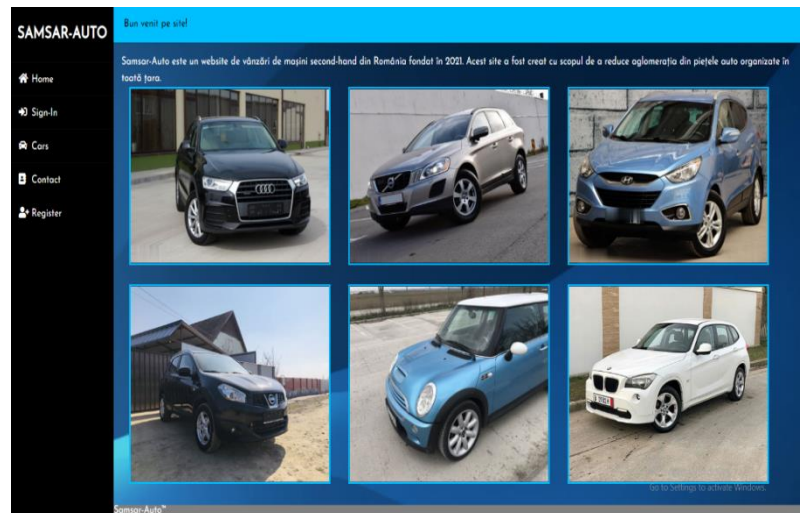 SAMSAR-AUTO
Home
Sign-In
Cars
Contact
Register
Bun venit pe site!
Samsar-Auto este un website de vânzări de mașini second-hand din România fondat în 2021. Acest site a fost creat cu scopul de a reduce aglomerația din piețele auto organizate în
toată țara.
Go to Settings to activate Windows.
Samsar-Auto™